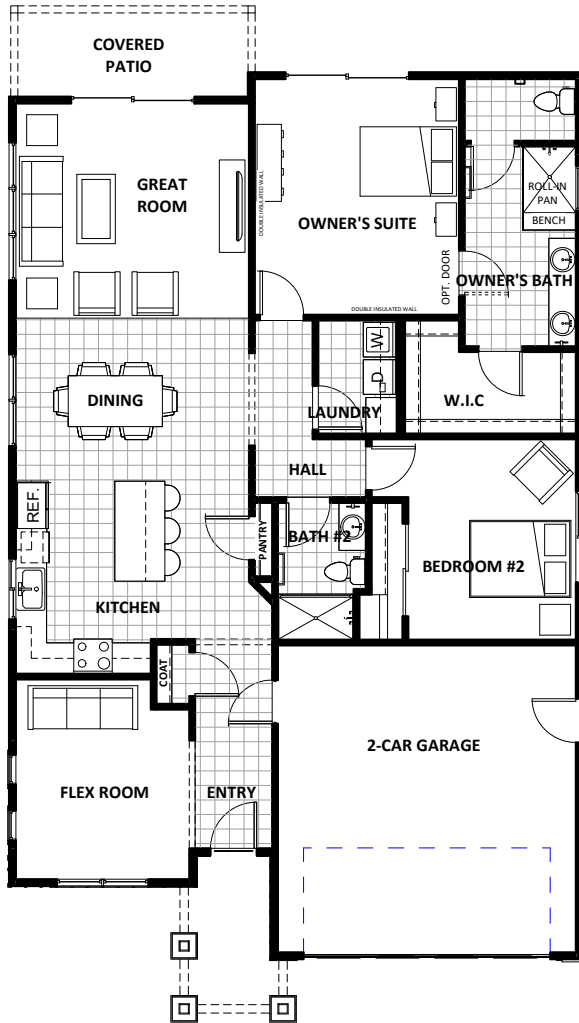 COVERED
PATIO
GREAT
ROOM
DOUBLE INSULATED WALL
OWNER'S SUITE
ROLL-IN
PAN
BENCH
OPT. DOOR
OWNER'S BATH
DOUBLE INSULATED WALL
W
D
DINING
LAUNDRY
W.I.C
HALL
REF.
PANTRY
BATH #2
BEDROOM #2
KITCHEN
COAT
2-CAR GARAGE
FLEX ROOM
ENTRY